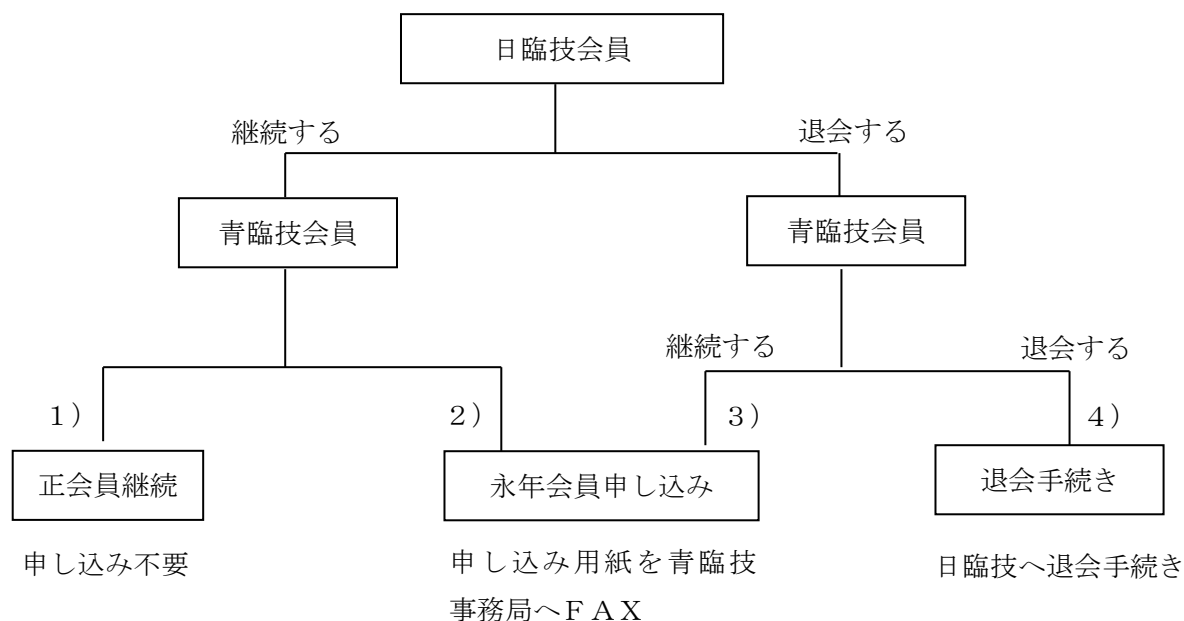 日臨技会員
継続する
退会する
青臨技会員
青臨技会員
継続する
退会する
１）
２）
３）
４）
正会員継続
永年会員申し込み
退会手続き
申し込み不要
申し込み用紙を青臨技
事務局へＦＡＸ
日臨技へ退会手続き